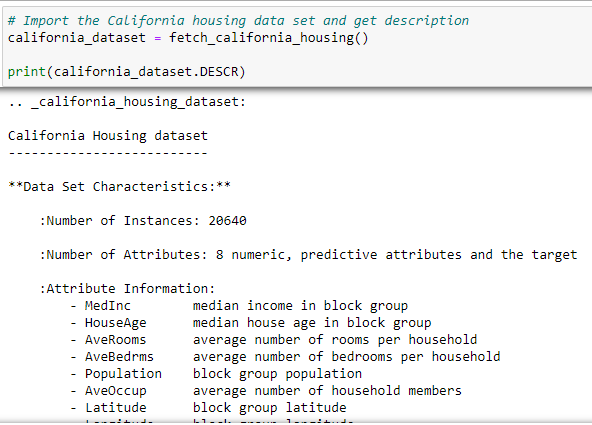 # Import the California housing data set and get description
california_dataset = fetch_california_housing()
print(california_dataset.DESCR)
.. _california_housing_dataset:
California Housing dataset
--------------------------
**Data Set Characteristics:**
:Number of Instances: 20640
:Number of Attributes: 8 numeric, predictive attributes and the target
:Attribute Information:
- MedInc        median income in block group
- HouseAge      median house age in block group
- AveRooms      average number of rooms per household
- AveBedrms     average number of bedrooms per household
- Population    block group population
- AveOccup      average number of household members
- Latitude      block group latitude